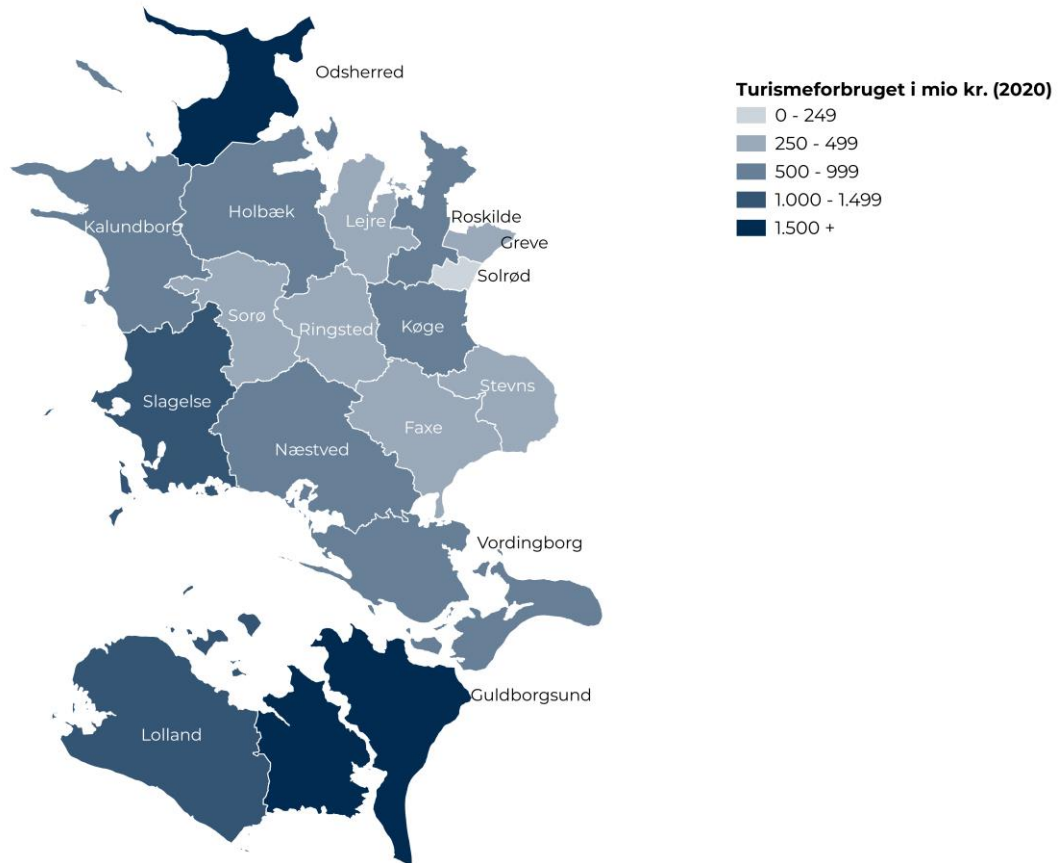 Odsherred
Turismeforbruget i mio kr. (2020)
0 - 249
250 - 499
500 - 999
1.000 - 1.499
1.500 +
Holbæk
Lejre
Roskilde
Kalundborg
Greve
Solrød
Sorø
Ringsted
Køge
Stevns
Slagelse
Faxe
Næstved
Vordingborg
Guldborgsund
Lolland